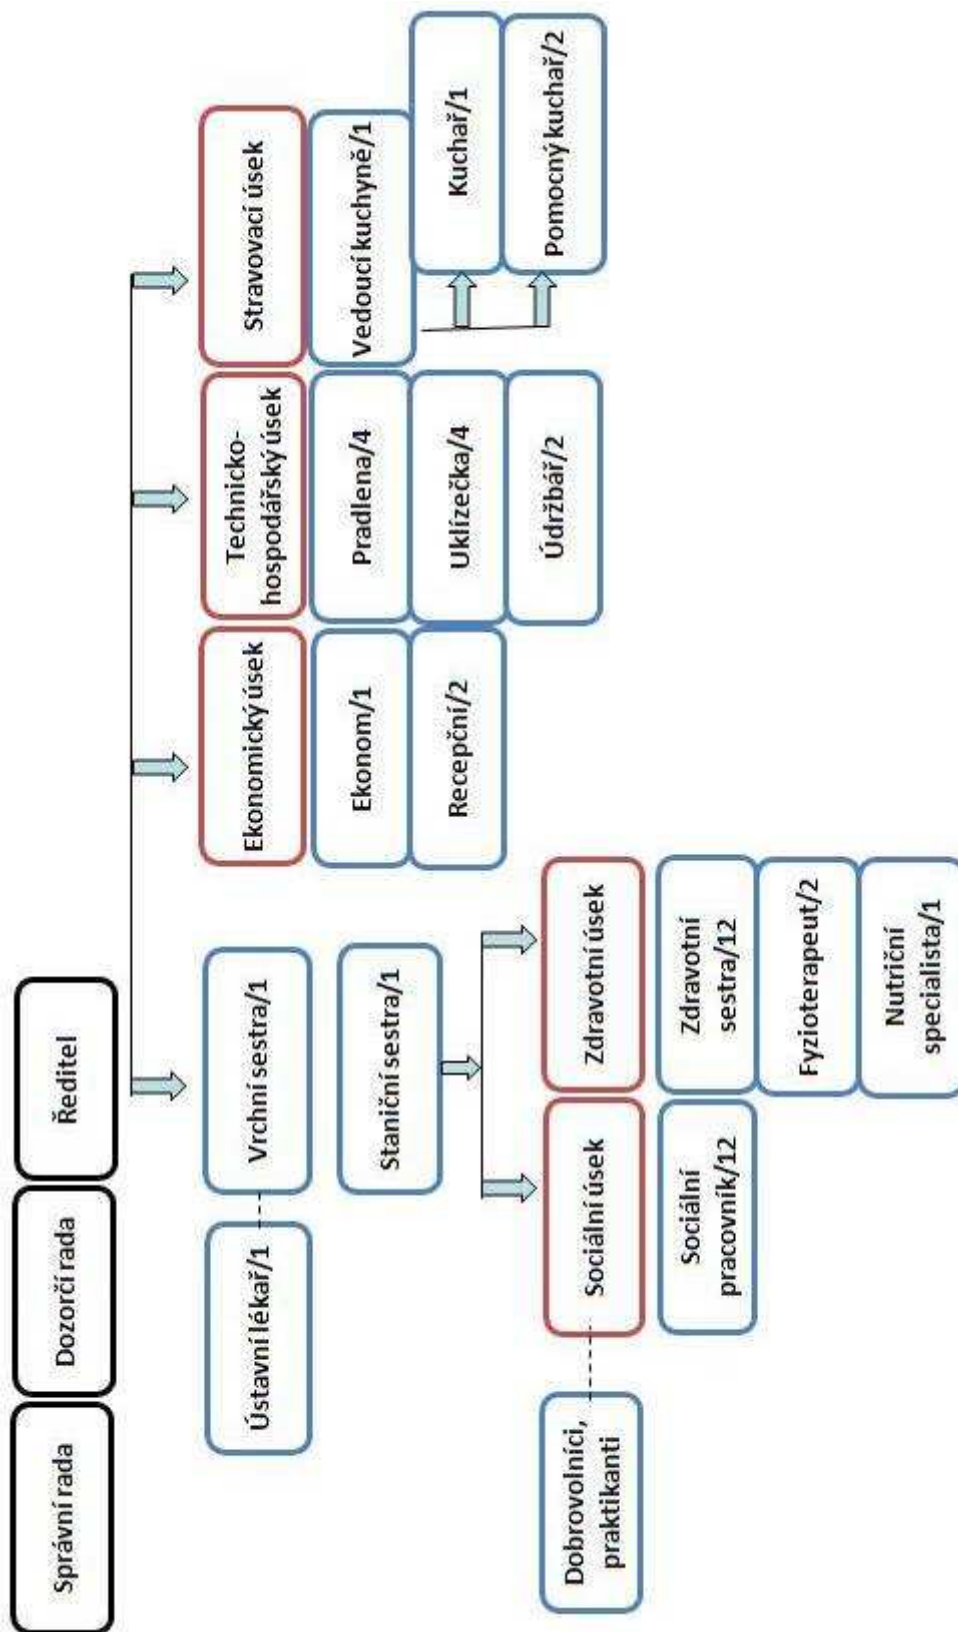 Správní rada
Dozorčí rada
Ředitel
Ústavní lékař/1
Vrchní sestra/1
Ekonomický úsek
Technicko-
hospodářský úsek
Stravovací úsek
Staniční sestra/1
Ekonom/1
Pradlena/4
Vedoucí kuchyně/1
Recepční/2
Uklízečka/4
Kuchař/1
Údržbář/2
Pomocný kuchař/2
Dobrovolníci,
praktikanti
Sociální úsek
Zdravotní úsek
Sociální
pracovník/12
Zdravotní
sestra/12
Fyzioterapeut/2
Nutriční
specialista/1